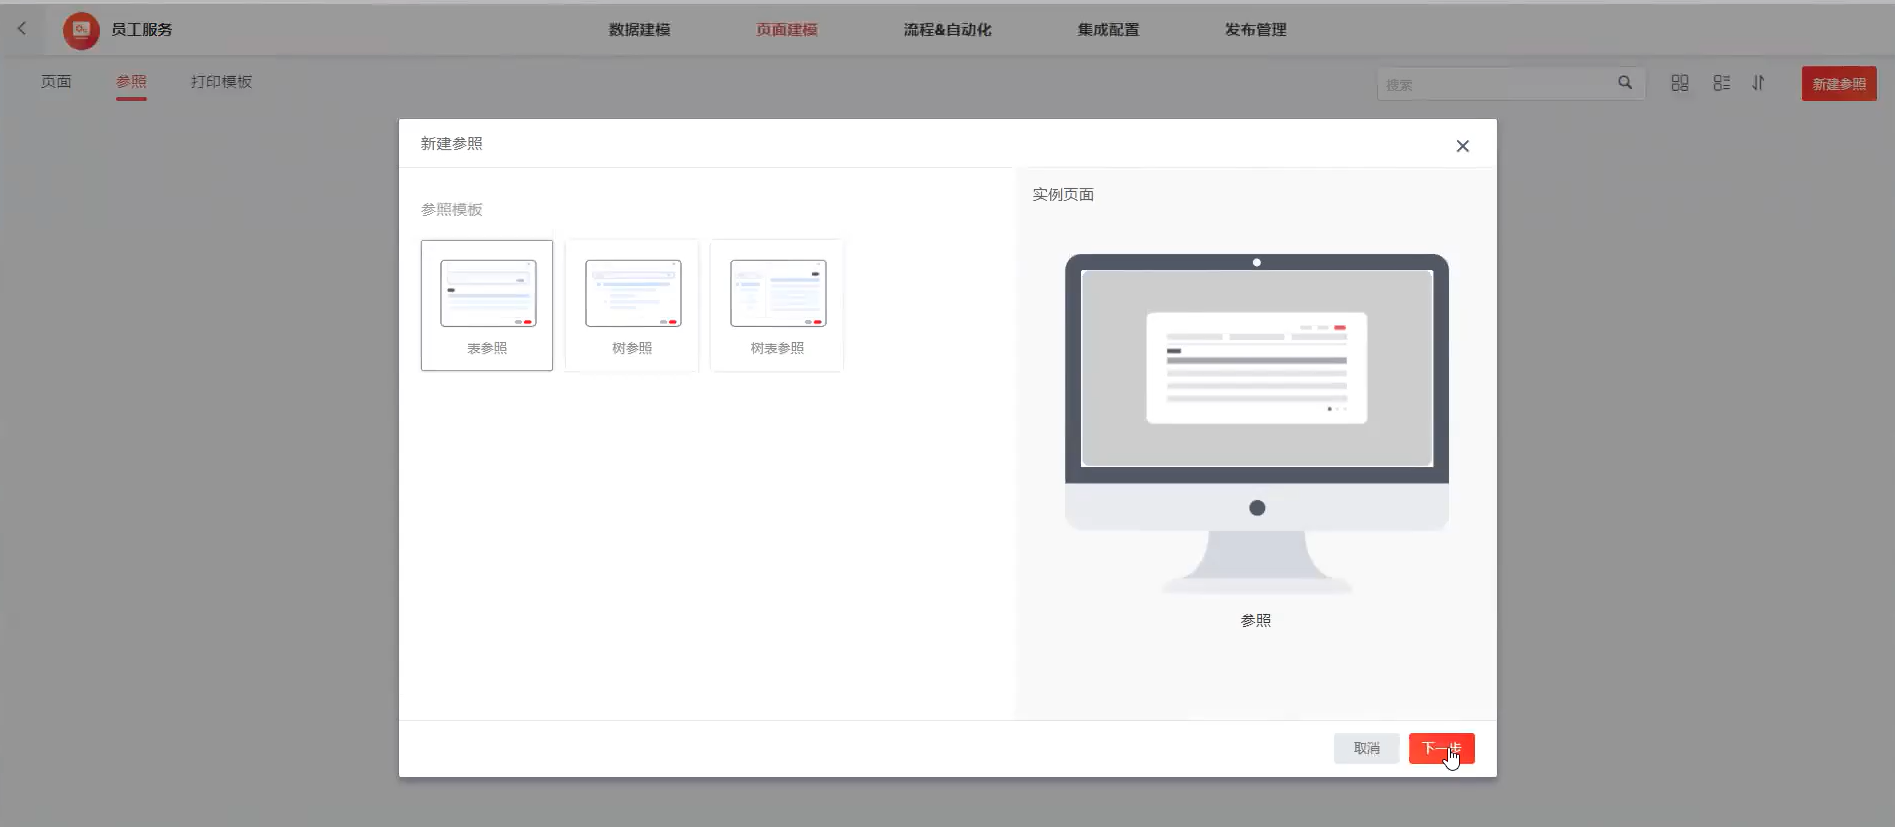 员工服务
数据建模
页面建模
流程&自动化
集成配置
发布管理
页面
参照
打印模板
搜索
新建参照
新建参照
参照模板
表参照
树参照
树表参照
实例页面
参照
取消
下一步